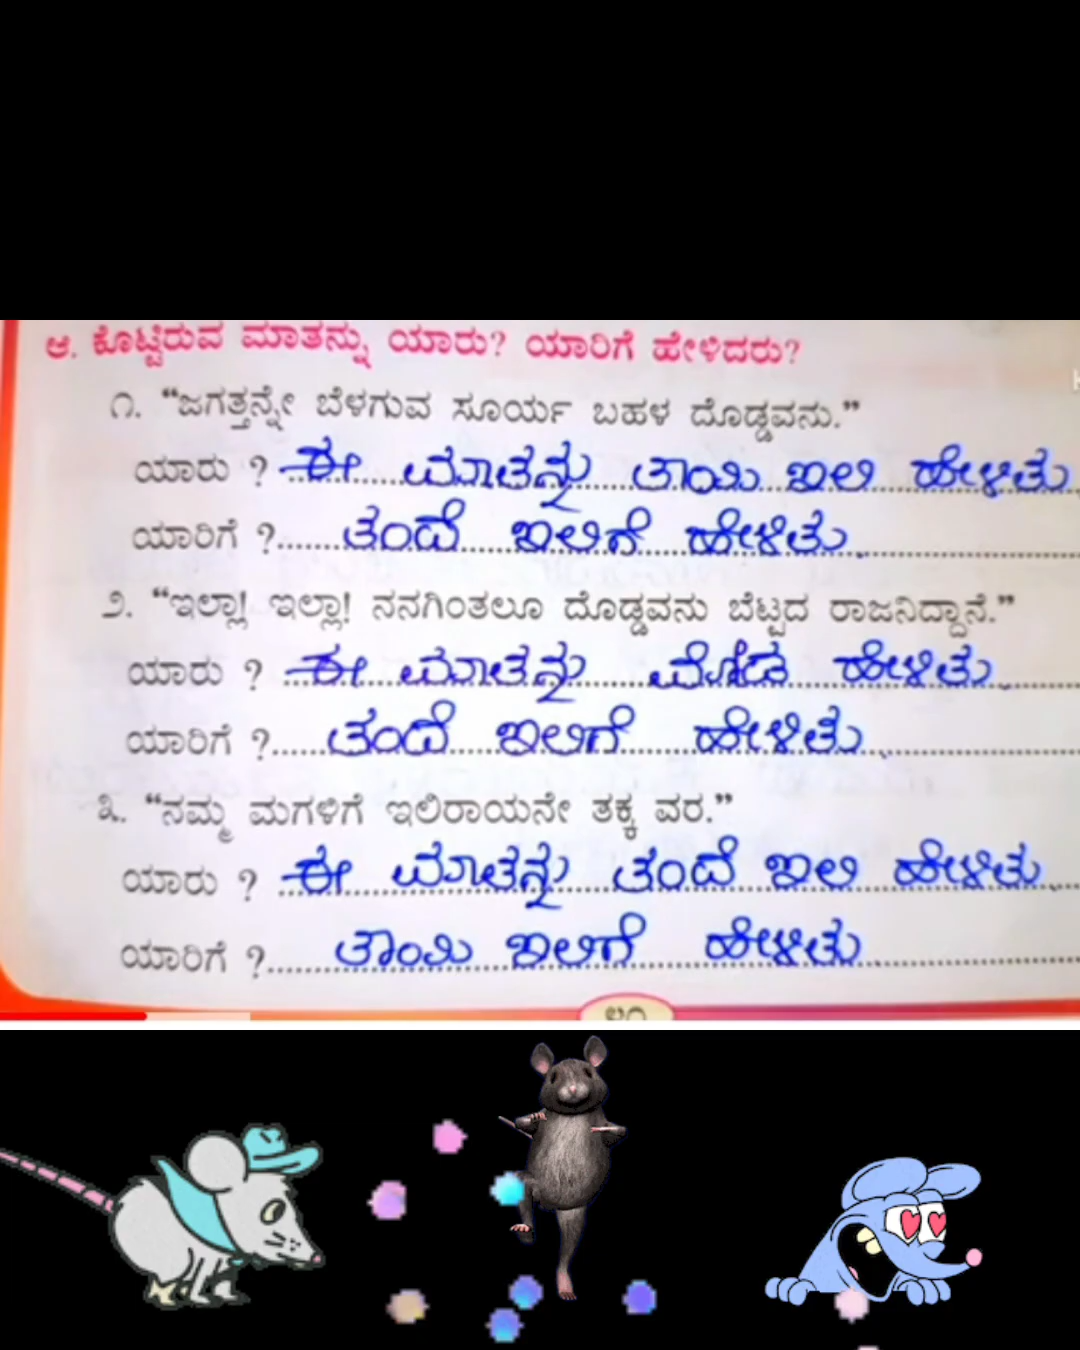 ಆ. ಕೊಟ್ಟಿರುವ ಮಾತನ್ನು ಯಾರು? ಯಾರಿಗೆ ಹೇಳಿದರು?
೧. “ಜಗತ್ತನ್ನೇ ಬೆಳಗುವ ಸೂರ್ಯ ಬಹಳ ದೊಡ್ಡವನು.”
ಯಾರು ? ಈ ಮಾತನ್ನು ತಾಯಿ ಇಲಿ ಹೇಳಿತು
ಯಾರಿಗೆ ?......ತಂದೆ ಇಲಿಗೆ ಹೇಳಿತು.
೨. “ಇಲ್ಲಾ! ಇಲ್ಲಾ! ನನಗಿಂತಲೂ ದೊಡ್ಡವನು ಬೆಟ್ಟದ ರಾಜನಿದ್ದಾನೆ.”
ಯಾರು ? ಈ ಮಾತನ್ನು ಮೋಡ ಹೇಳಿತು.
ಯಾರಿಗೆ ?.....ತಂದೆ ಇಲಿಗೆ ಹೇಳಿತು.
೩. “ನಮ್ಮ ಮಗಳಿಗೆ ಇಲಿರಾಯನೇ ತಕ್ಕ ವರ.”
ಯಾರು ? ಈ ಮಾತನ್ನು ತಂದೆ ಇಲಿ ಹೇಳಿತು.
ಯಾರಿಗೆ ?......ತಾಯಿ ಇಲಿಗೆ ಹೇಳಿತು